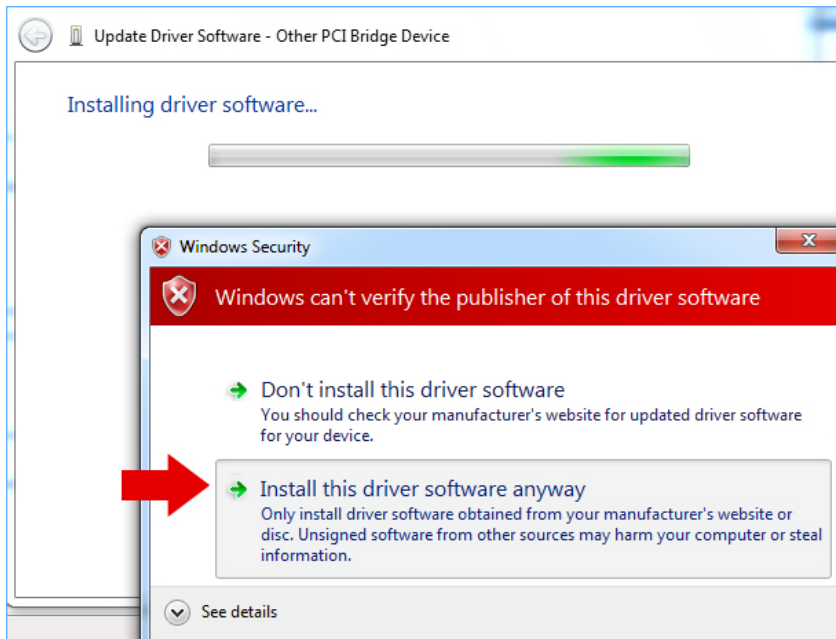 Update Driver Software - Other PCI Bridge Device
Installing driver software...
Windows Security
Windows can't verify the publisher of this driver software
Don't install this driver software
You should check your manufacturer's website for updated driver software
for your device.
Install this driver software anyway
Only install driver software obtained from your manufacturer's website or
disc. Unsigned software from other sources may harm your computer or steal
information.
See details